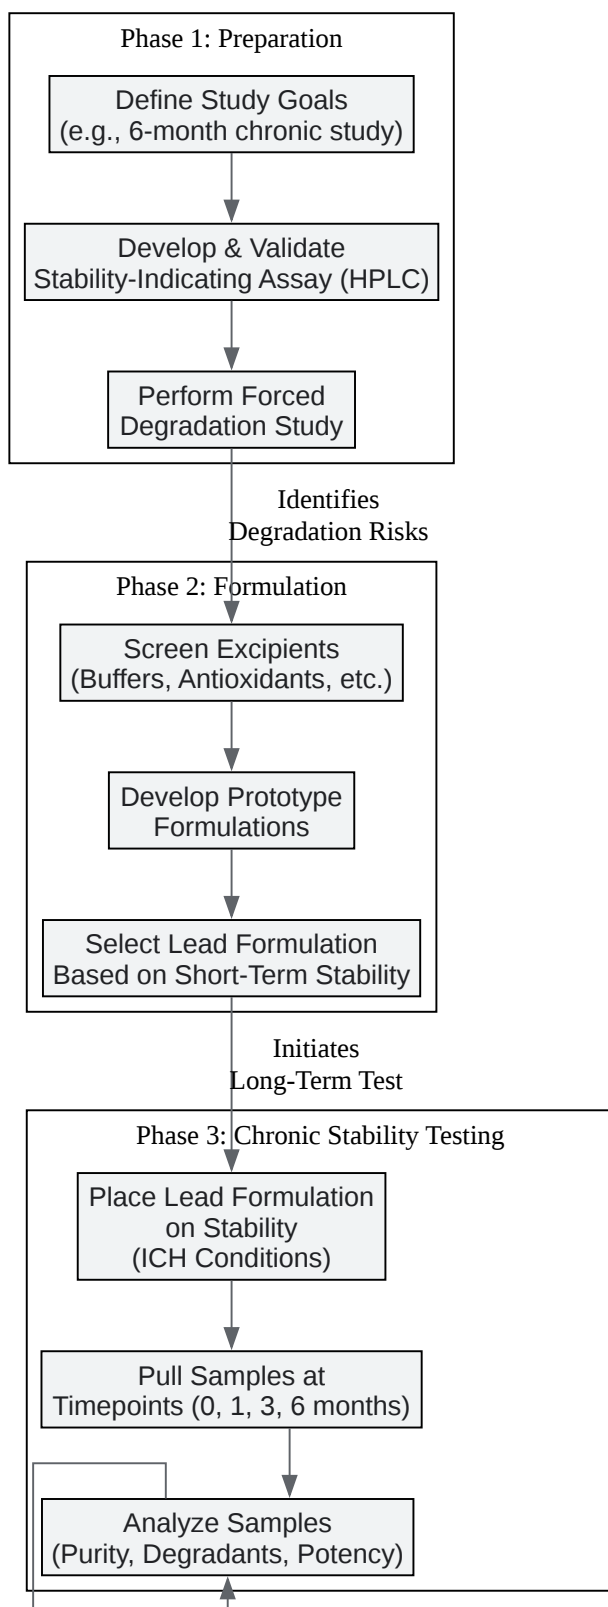 Phase 1: Preparation
Define Study Goals
(e.g., 6-month chronic study)
Develop & Validate
Stability-Indicating Assay (HPLC)
Perform Forced
Degradation Study
Identifies
Degradation Risks
Phase 2: Formulation
Screen Excipients
(Buffers, Antioxidants, etc.)
Develop Prototype
Formulations
Select Lead Formulation
Based on Short-Term Stability
Initiates
Long-Term Test
Phase 3: Chronic Stability Testing
Place Lead Formulation
on Stability
(ICH Conditions)
Pull Samples at
Timepoints (0, 1, 3, 6 months)
Analyze Samples
(Purity, Degradants, Potency)